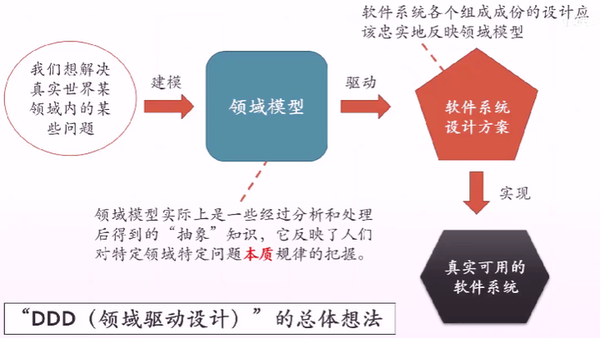 软件系统各个组成成份的设计应
该忠实地反映领域模型
我们想解决
真实世界某
领域内的某
些问题
建模
领域模型
驱动
软件系统
设计方案
实现
领域模型实际上是一些经过分析和处理
后得到的“抽象”知识，它反映了人们
对特定领域特定问题本质规律的把握。
真实可用的
软件系统
“DDD（领域驱动设计）”的总体想法